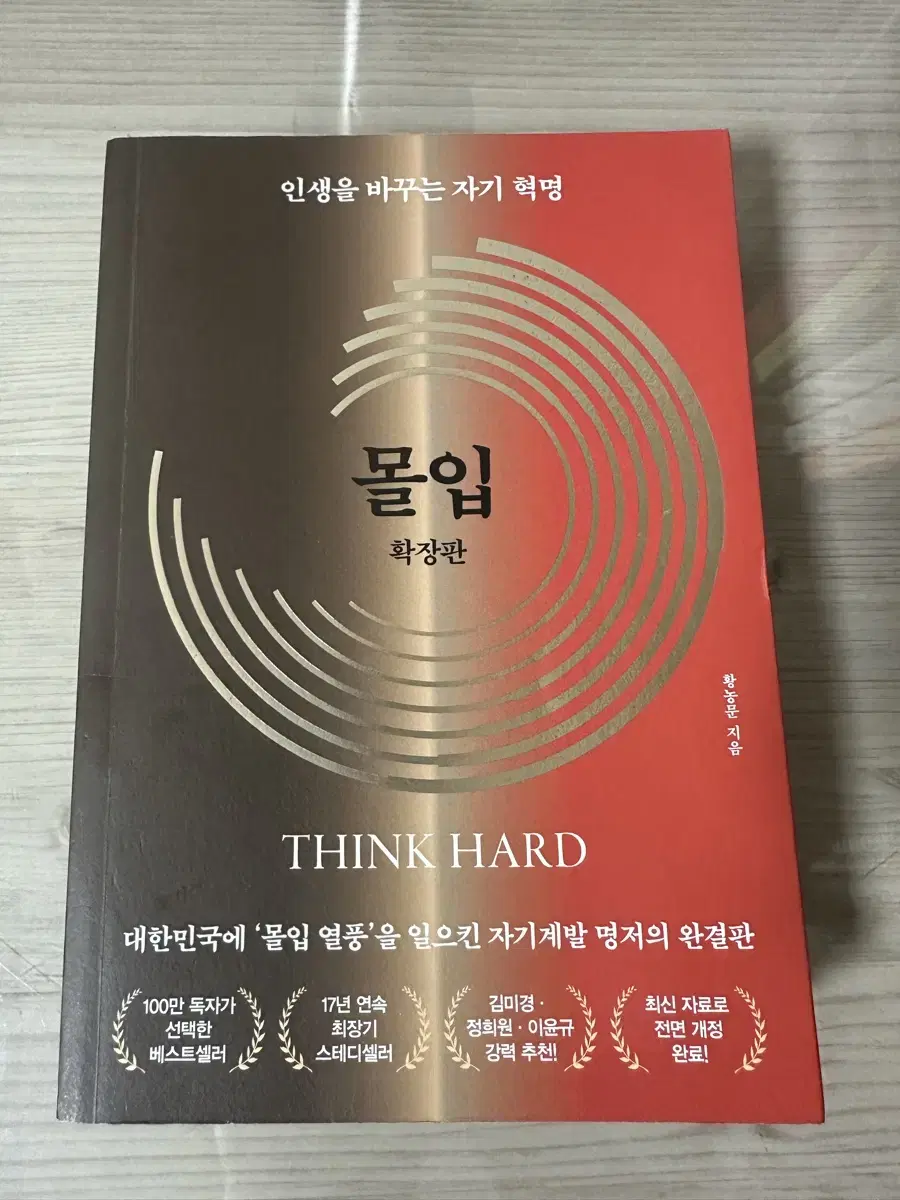 인생을 바꾸는 자기 혁명
몰입
확장판
황농문 지음
THINK HARD
대한민국에 ‘몰입 열풍’을 일으킨 자기계발 명저의 완결판
100만 독자가
선택한
베스트셀러
17년 연속
최장기
스테디셀러
김미경·
정희원·이윤규
강력 추천!
최신 자료로
전면 개정
완료!